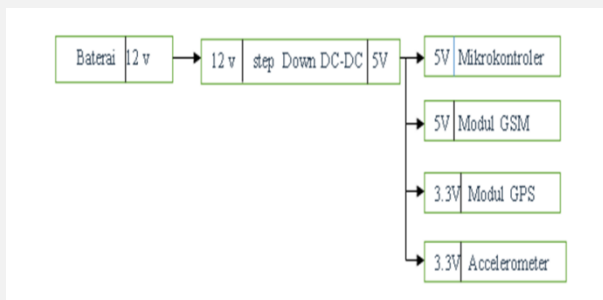 Baterai 12 v
12 v step Down DC-DC 5V
5V Mikrokontroler
5V Modul GSM
3.3V Modul GPS
3.3V Accelerometer